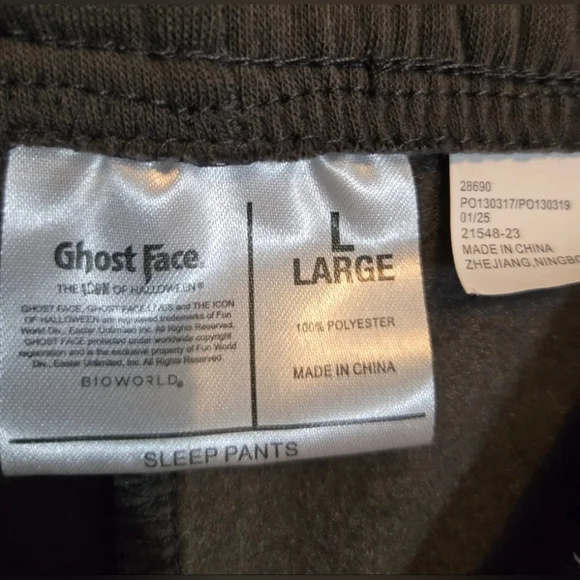 Ghost Face®
THE ICON OF HALLOWEEN®
GHOST FACE, GHOST FACE LIVES and THE ICON
OF HALLOWEEN are registered trademarks of Fun
World Div., Easter Unlimited, Inc. All Rights Reserved.
GHOST FACE protected under worldwide copyright
registration and is the exclusive property of Fun World
Div., Easter Unlimited, Inc. All Rights Reserved.
BIOWORLD®
L
LARGE
100% POLYESTER
MADE IN CHINA
SLEEP PANTS
28690
PO130317/PO130319
01/25
21548-23
MADE IN CHINA
ZHEJIANG,NINGBO